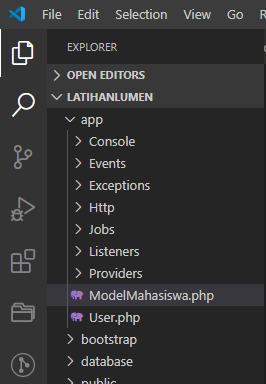 File Edit Selection View Go R
EXPLORER
OPEN EDITORS
LATIHANLUMEN
app
Console
Events
Exceptions
Http
Jobs
Listeners
Providers
ModelMahasiswa.php
User.php
bootstrap
database
public